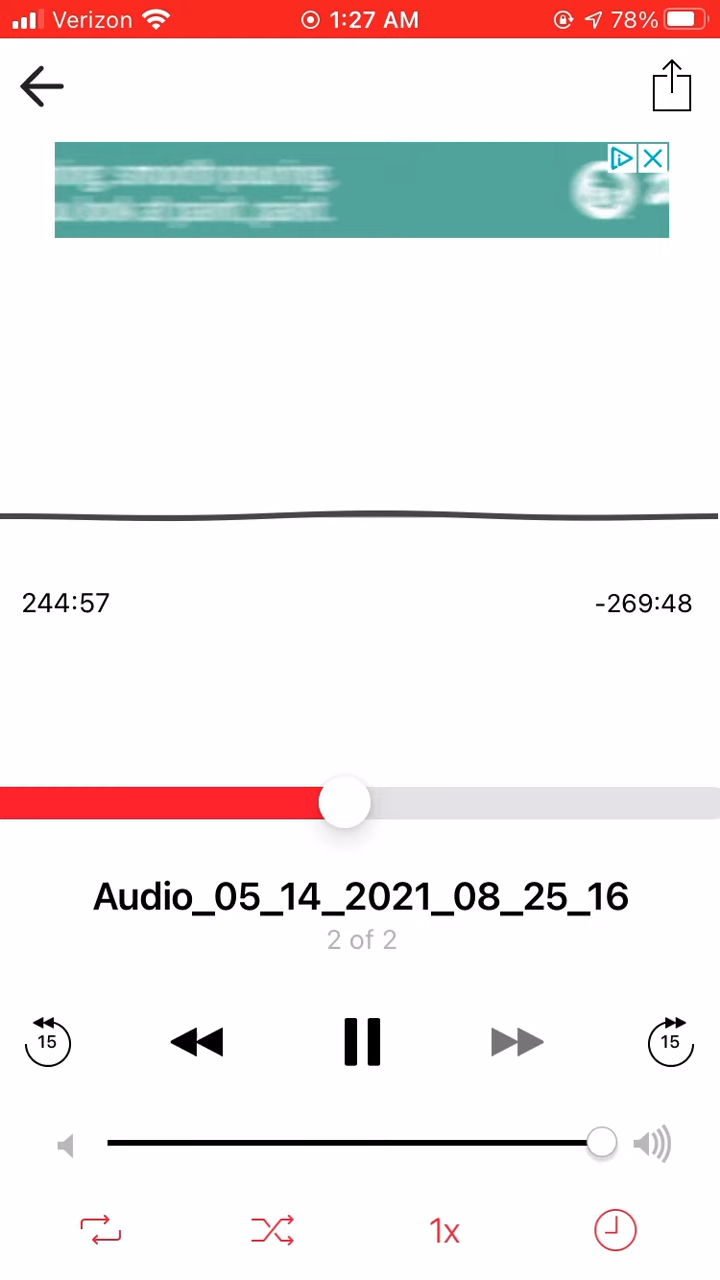 Verizon 1:27 AM 78%
244:57 -269:48
Audio_05_14_2021_08_25_16
2 of 2
15 15
1x